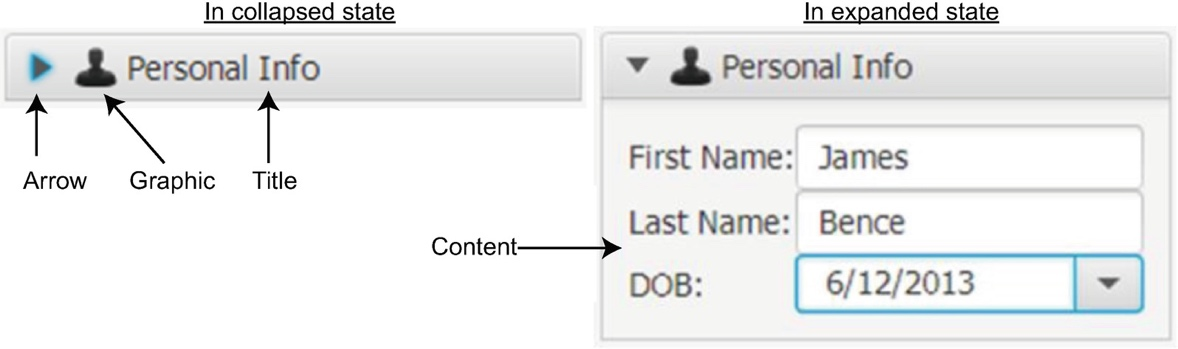 In collapsed state
Personal Info
Arrow
Graphic
Title
In expanded state
Personal Info
First Name: James
Last Name: Bence
DOB: 6/12/2013
Content